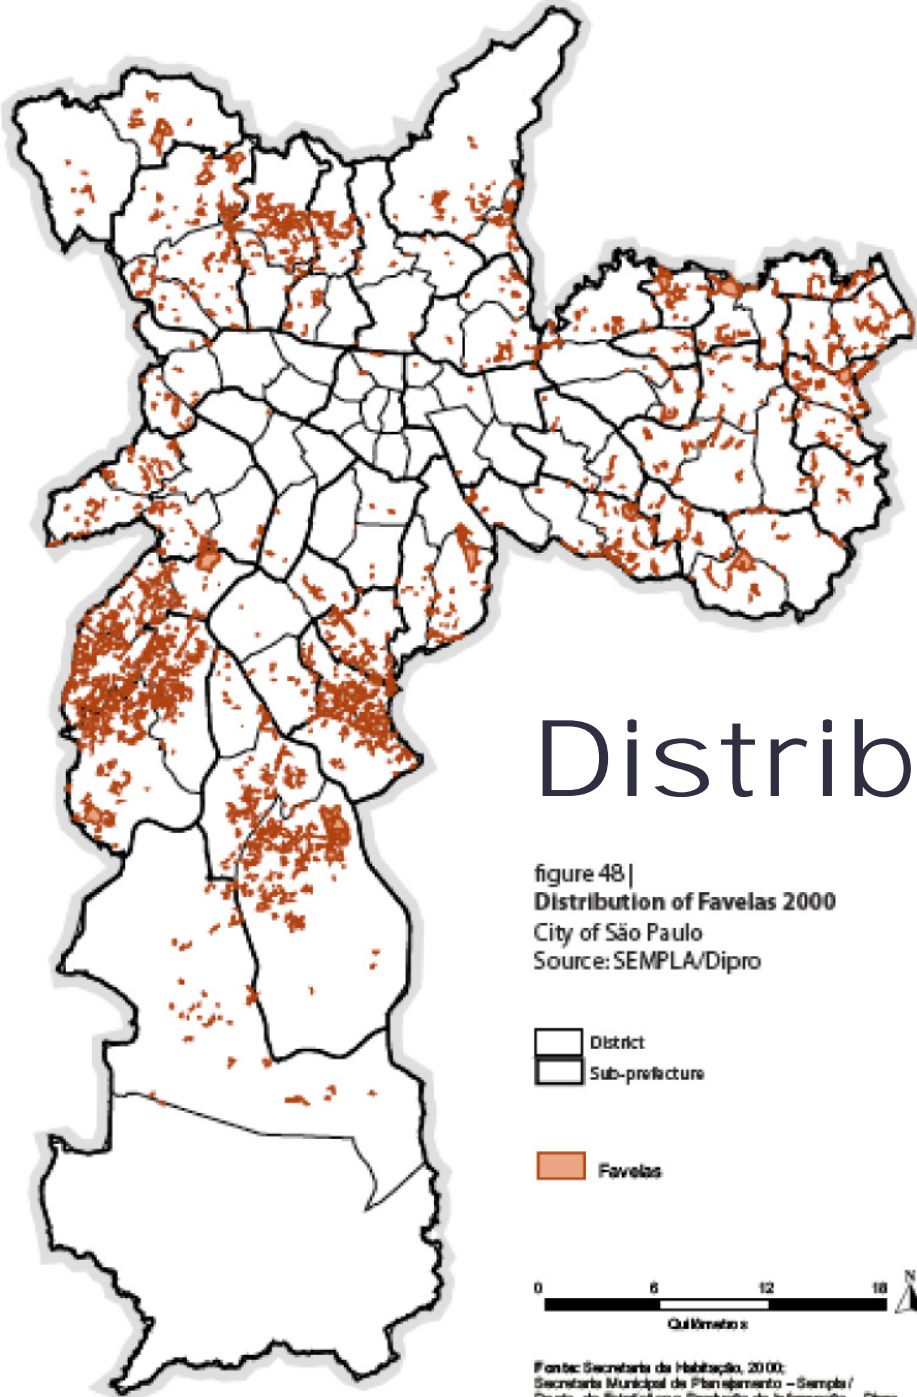 Distrib
figure 48|
Distribution of Favelas 2000
City of São Paulo
Source: SEMPLA/Dipro
District
Sub-prefecture
Favelas
0 6 12 18
N
Quilômetros
Fonte: Secretaria da Habitação, 2000;
Secretaria Municipal de Planejamento – Sempla/